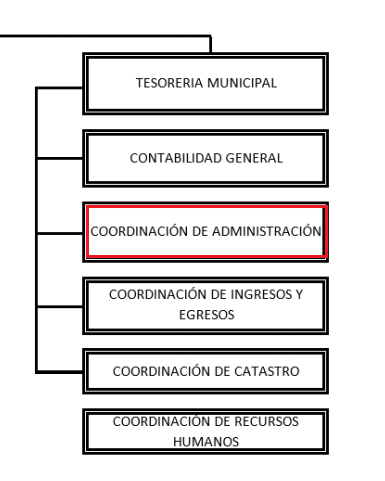 TESORERIA MUNICIPAL
CONTABILIDAD GENERAL
COORDINACIÓN DE ADMINISTRACIÓN
COORDINACIÓN DE INGRESOS Y
EGRESOS
COORDINACIÓN DE CATASTRO
COORDINACIÓN DE RECURSOS
HUMANOS